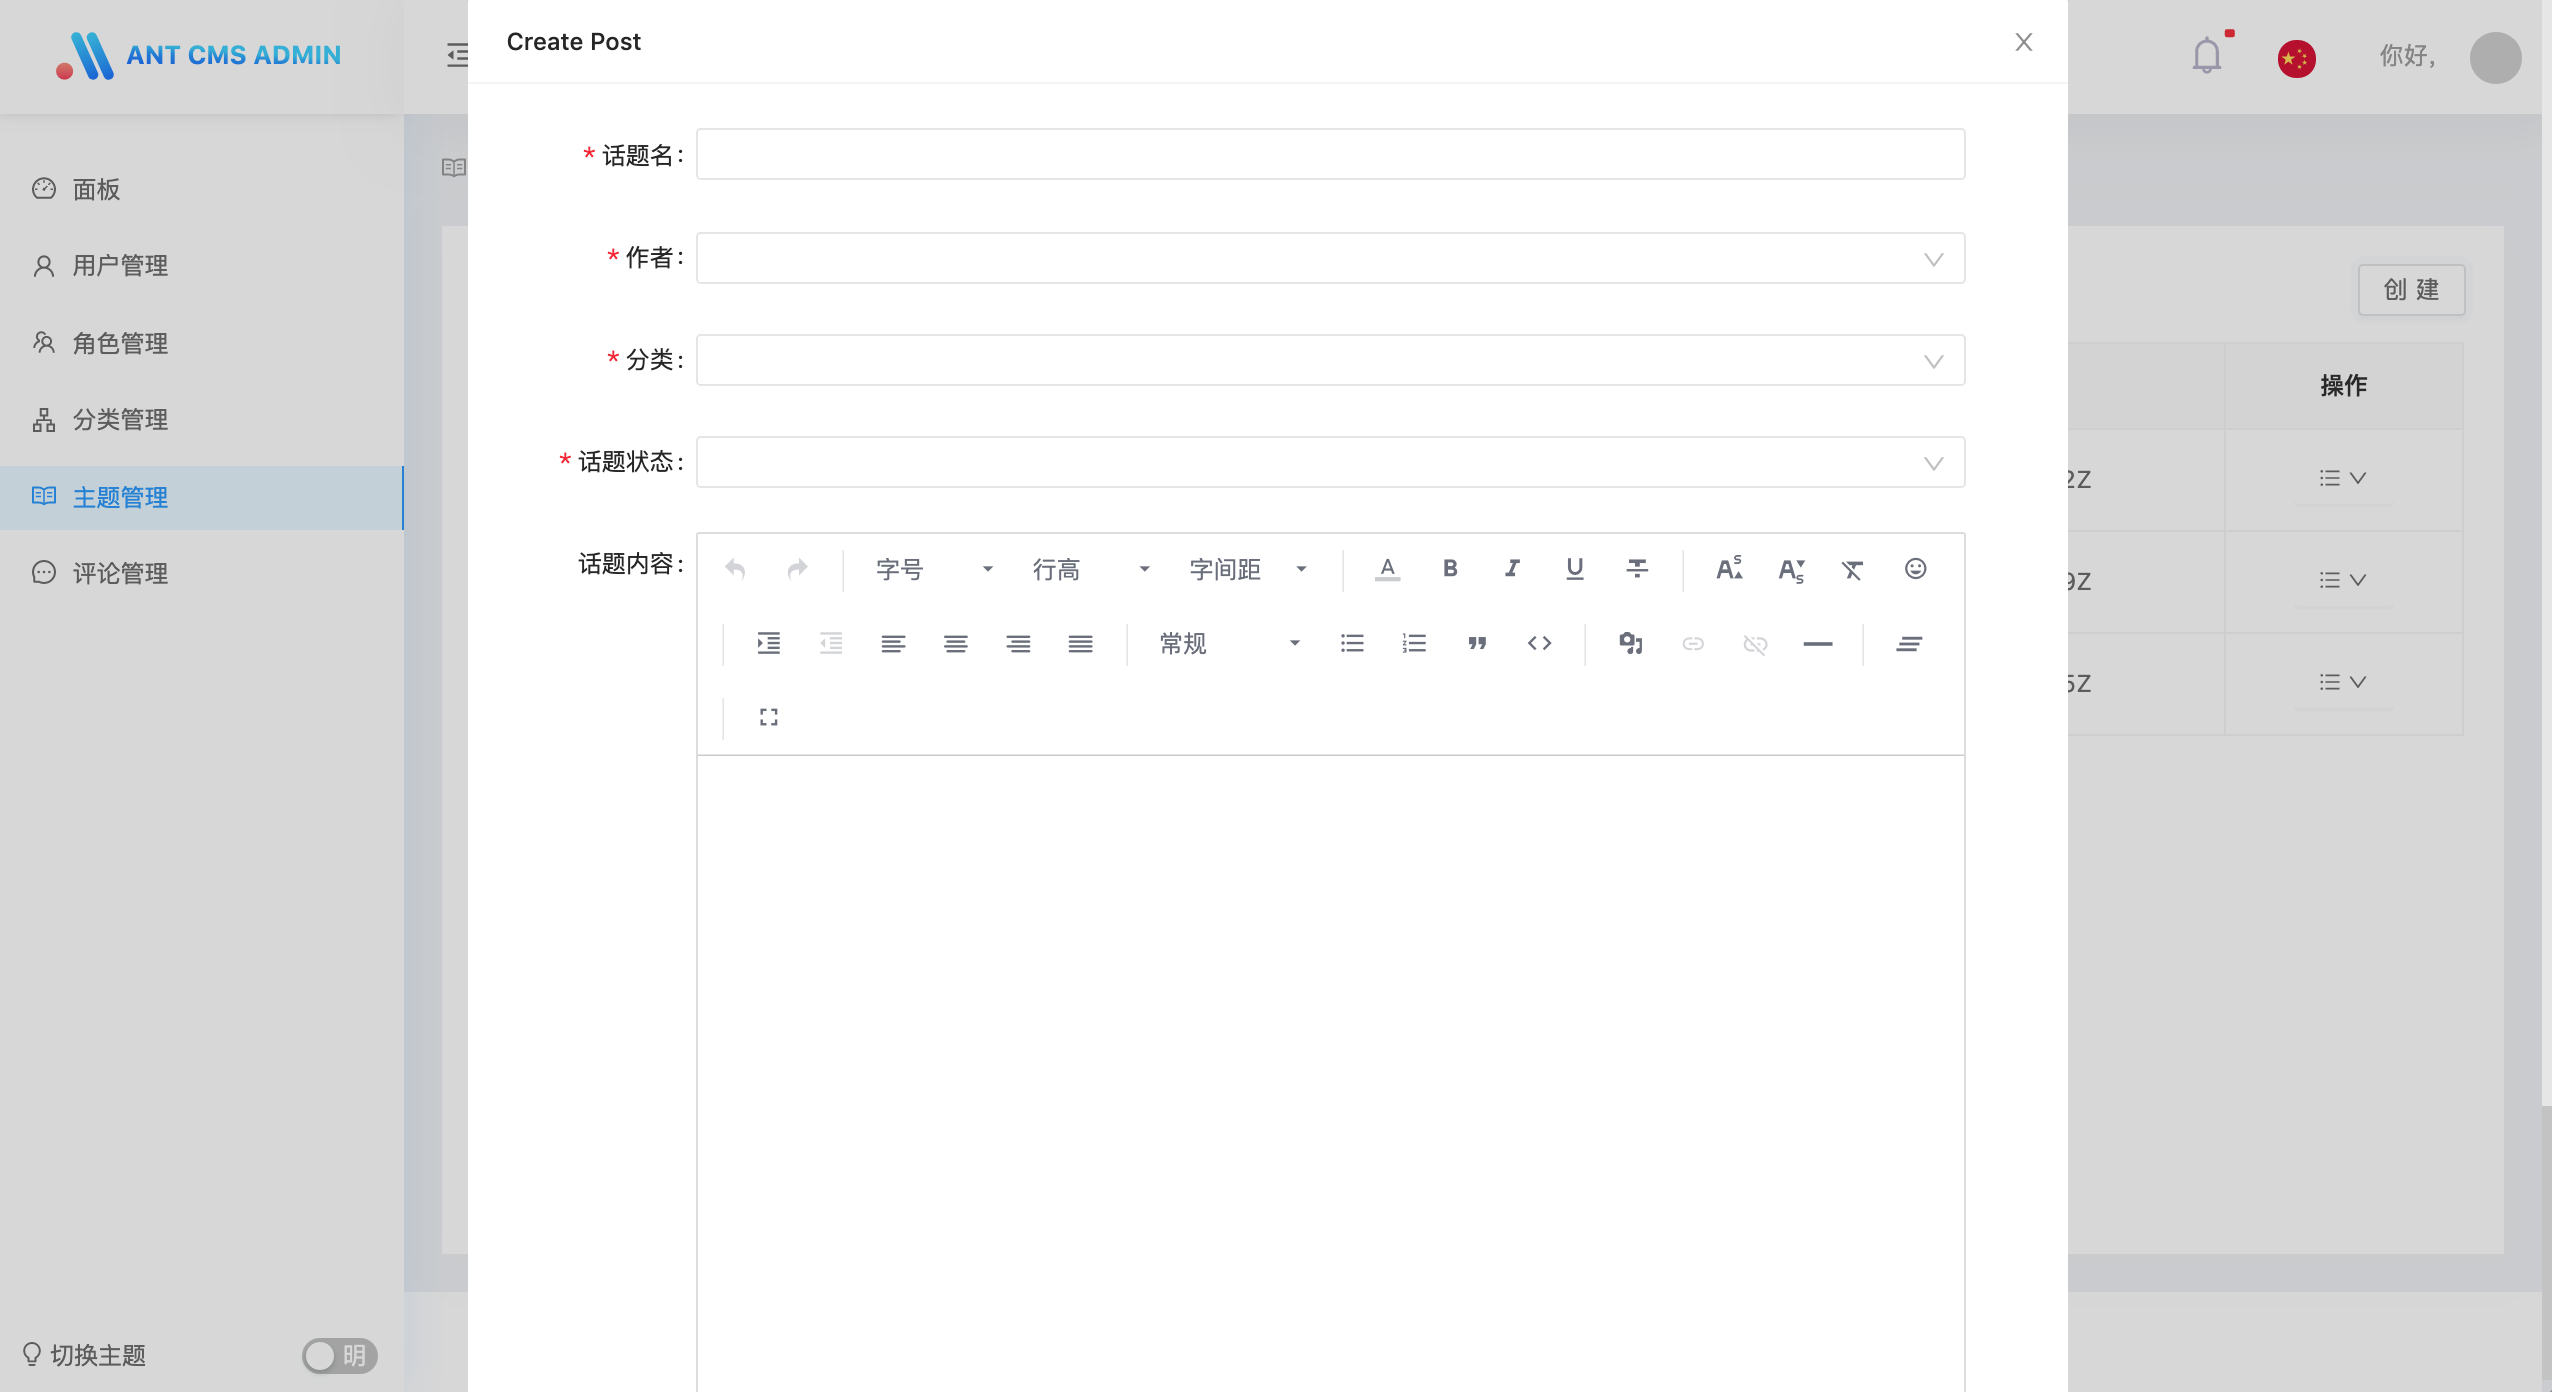 ANT CMS ADMIN
面板
用户管理
角色管理
分类管理
主题管理
评论管理
切换主题
明
Create Post
* 话题名:
* 作者:
* 分类:
* 话题状态:
话题内容:
字号 行高 字间距
常规
你好,
创 建
操作
2Z
9Z
5Z